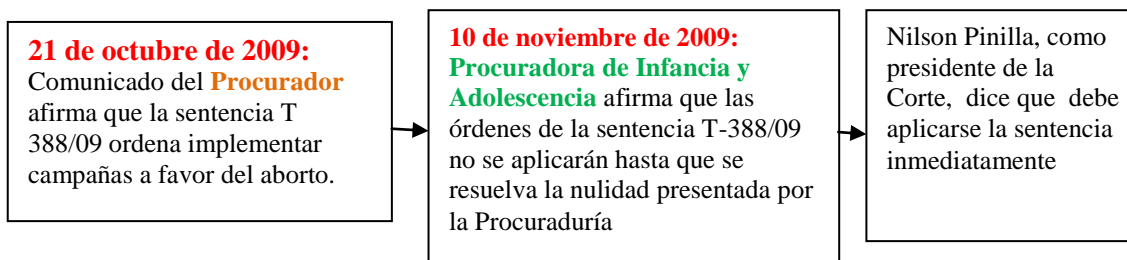 21 de octubre de 2009:
Comunicado del Procurador
afirma que la sentencia T
388/09 ordena implementar
campañas a favor del aborto.
10 de noviembre de 2009:
Procuradora de Infancia y
Adolescencia afirma que las
órdenes de la sentencia T-388/09
no se aplicarán hasta que se
resuelva la nulidad presentada por
la Procuraduría
Nilson Pinilla, como
presidente de la
Corte, dice que debe
aplicarse la sentencia
inmediatamente